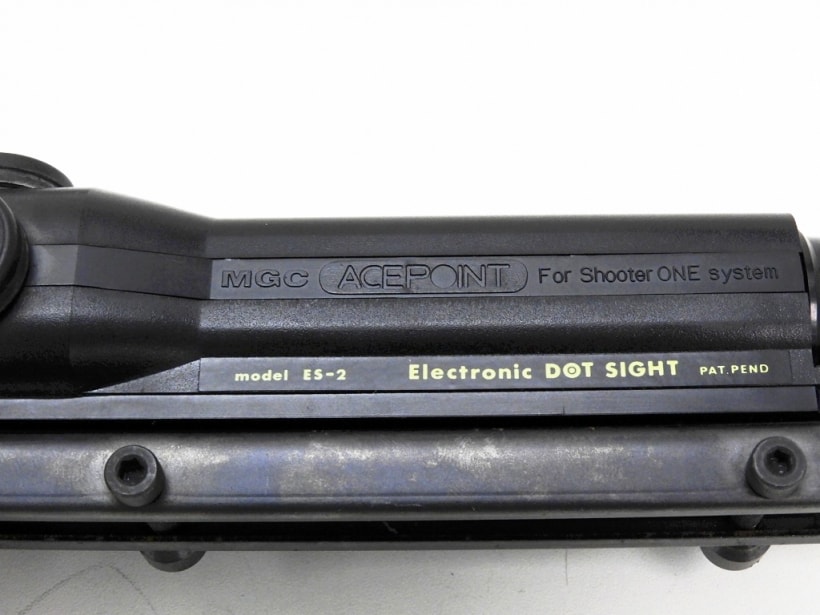 MGC ACEPOINT For Shooter ONE system
model ES-2 Electronic DOT SIGHT PAT.PEND